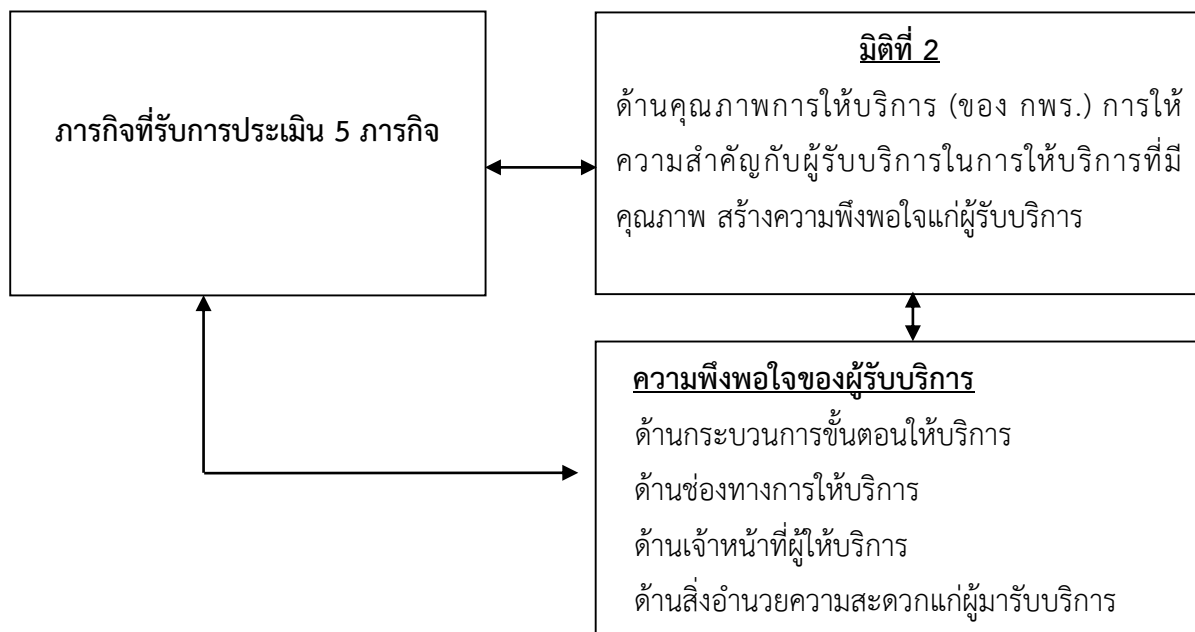 ภารกิจที่รับการประเมิน 5 ภารกิจ
มิติที่ 2
ด้านคุณภาพการให้บริการ (ของ กพร.) การให้
ความสำคัญกับผู้รับบริการในการให้บริการที่มี
คุณภาพ สร้างความพึงพอใจแก่ผู้รับบริการ
ความพึงพอใจของผู้รับบริการ
ด้านกระบวนการขั้นตอนให้บริการ
ด้านช่องทางการให้บริการ
ด้านเจ้าหน้าที่ผู้ให้บริการ
ด้านสิ่งอำนวยความสะดวกแก่ผู้มารับบริการ